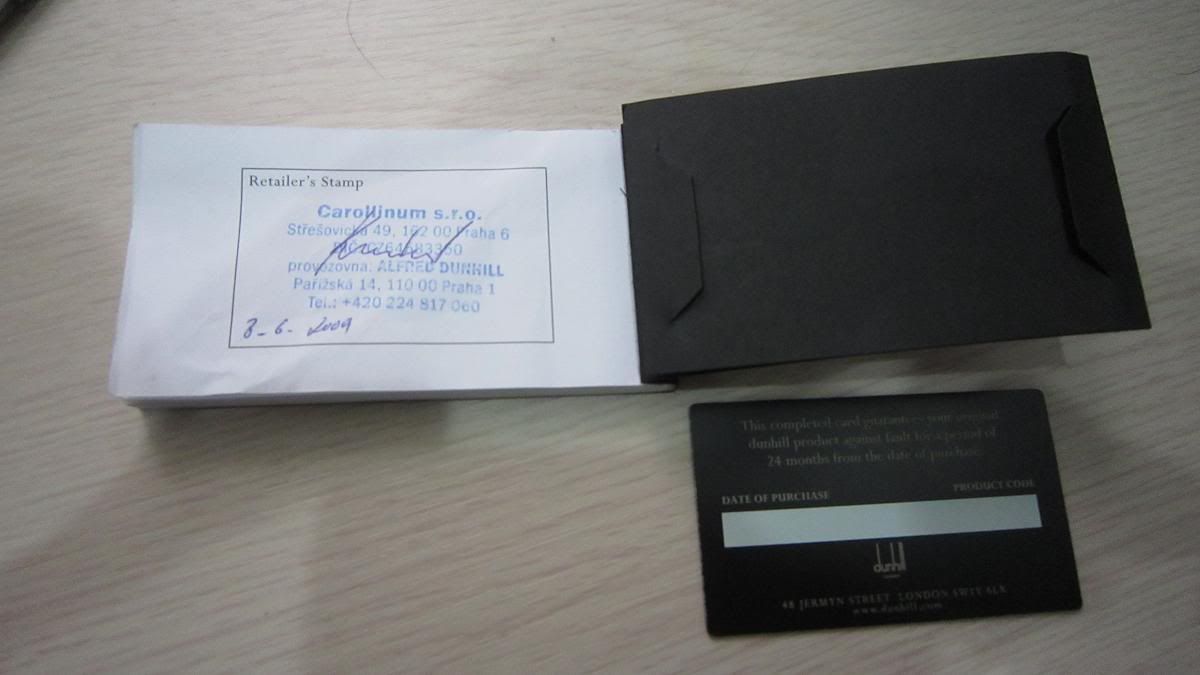 Retailer's Stamp
Carollinum s.r.o.
Střešovická 49, 162 00 Praha 6
DIČ: CZ64583350
provozovna: ALFRED DUNHILL
Pařížská 14, 110 00 Praha 1
Tel.: +420 224 817 060
8-6- 2009
This completed card guarantees your original
dunhill product against fault for a period of
24 months from the date of purchase.
DATE OF PURCHASE PRODUCT CODE
dunhill
48 JERMYN STREET LONDON SW1Y 6LX
www.dunhill.com